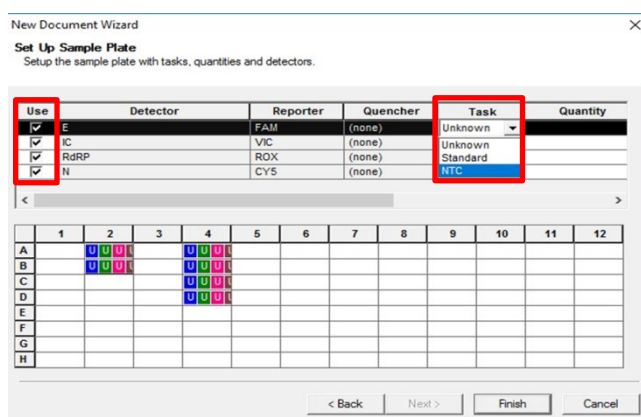 New Document Wizard
Set Up Sample Plate
Setup the sample plate with tasks, quantities and detectors.
Use Detector Reporter Quencher Task Quantity
E FAM (none) Unknown
IC VIC (none) Unknown
RdRP ROX (none) Standard
N CY5 (none) NTC
1 2 3 4 5 6 7 8 9 10 11 12
A U U U U U U U U
B U U U U U U U U
C U U U U
D U U U U
E
F
G
H
< Back Next > Finish Cancel